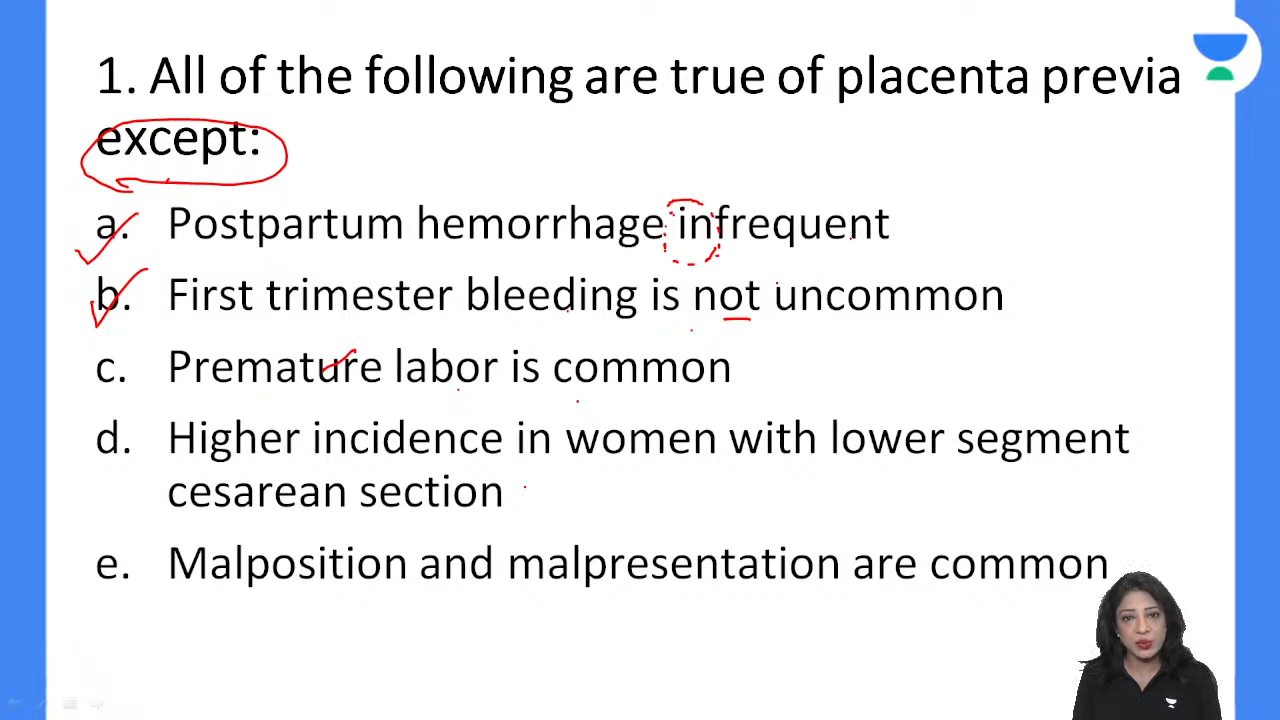 1. All of the following are true of placenta previa
except:
a. Postpartum hemorrhage infrequent
b. First trimester bleeding is not uncommon
c. Premature labor is common
d. Higher incidence in women with lower segment
cesarean section
e. Malposition and malpresentation are common